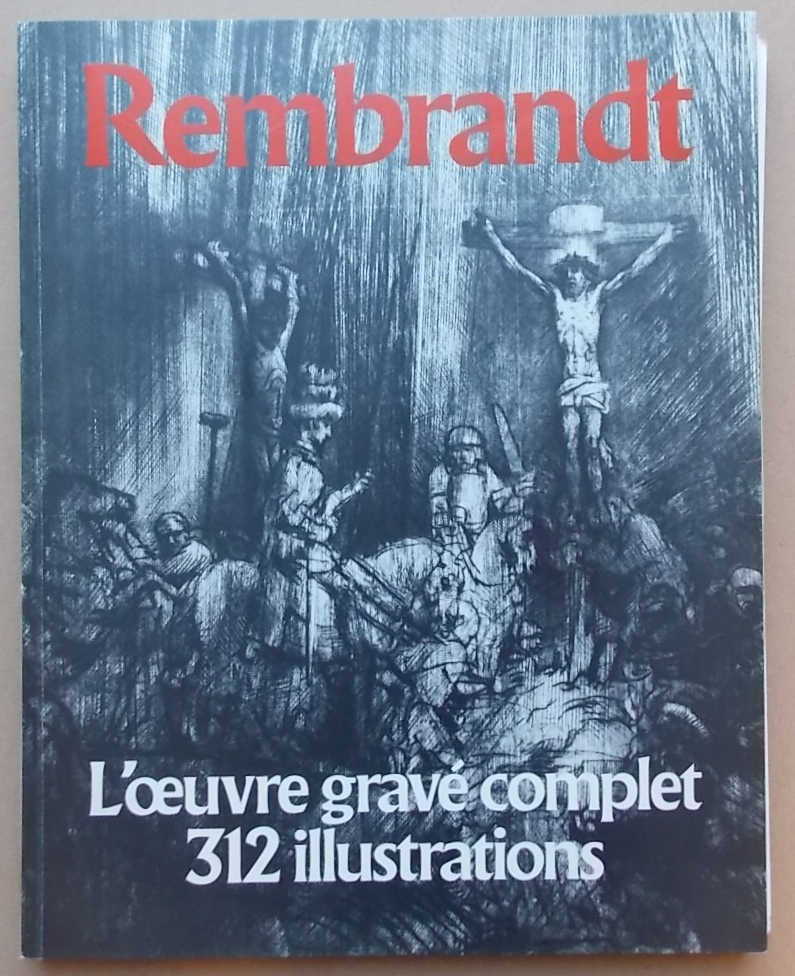 Rembrandt
L'œuvre gravé complet
312 illustrations